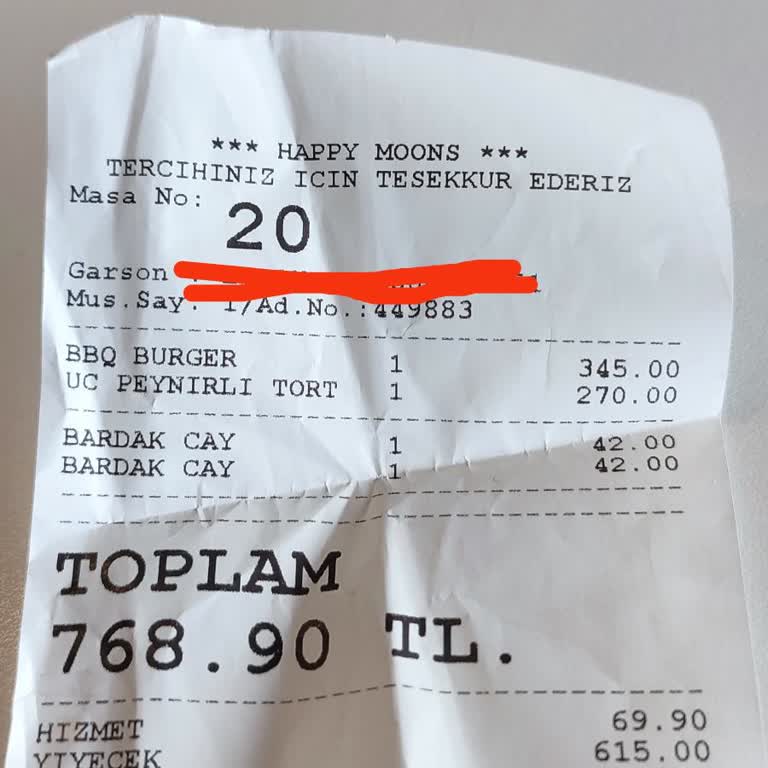 *** HAPPY MOONS ***
TERCIHINIZ ICIN TESEKKUR EDERIZ
Masa No: 20
Garson
Mus.Say. 1/Ad.No.:449883
BBQ BURGER 1 345.00
UC PEYNIRLI TORT 1 270.00
BARDAK CAY 1 42.00
BARDAK CAY 1 42.00
TOPLAM
768.90 TL.
HIZMET 69.90
YIYECEK 615.00